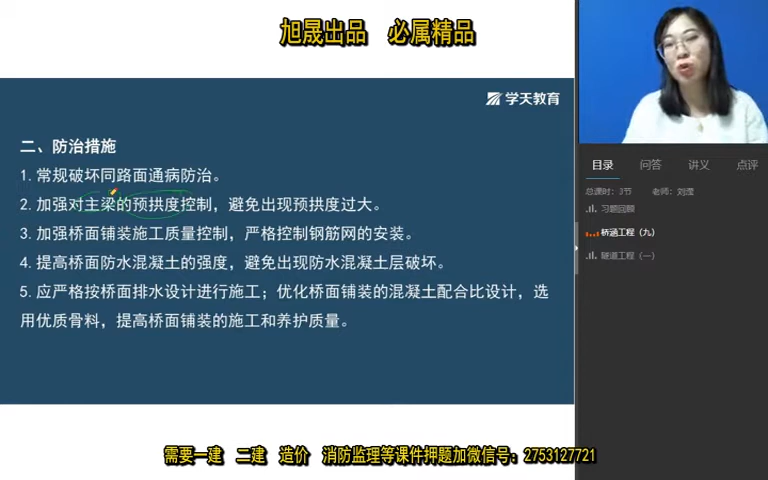 旭晟出品 必属精品
学天教育
二、防治措施
1.常规破坏同路面通病防治。
2.加强对主梁的预拱度控制，避免出现预拱度过大。
3.加强桥面铺装施工质量控制，严格控制钢筋网的安装。
4.提高桥面防水混凝土的强度，避免出现防水混凝土层破坏。
5.应严格按桥面排水设计进行施工；优化桥面铺装的混凝土配合比设计，选
用优质骨料，提高桥面铺装的施工和养护质量。
目录 问答 讲义 点评
总课时：3节 老师：刘滢
习题回顾
桥涵工程（九）
隧道工程（一）
需要一建 二建 造价 消防监理等课件押题加微信号：2753127721